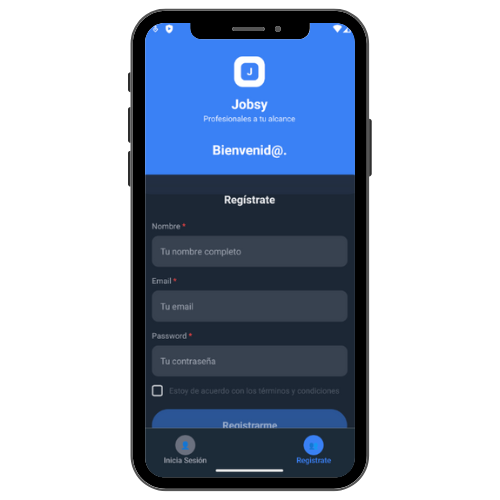 J
Jobsy
Profesionales a tu alcance
Bienvenid@.
Regístrate
Nombre *
Tu nombre completo
Email *
Tu email
Password *
Tu contraseña
Estoy de acuerdo con los términos y condiciones
Registrarme
Inicia Sesión
Regístrate